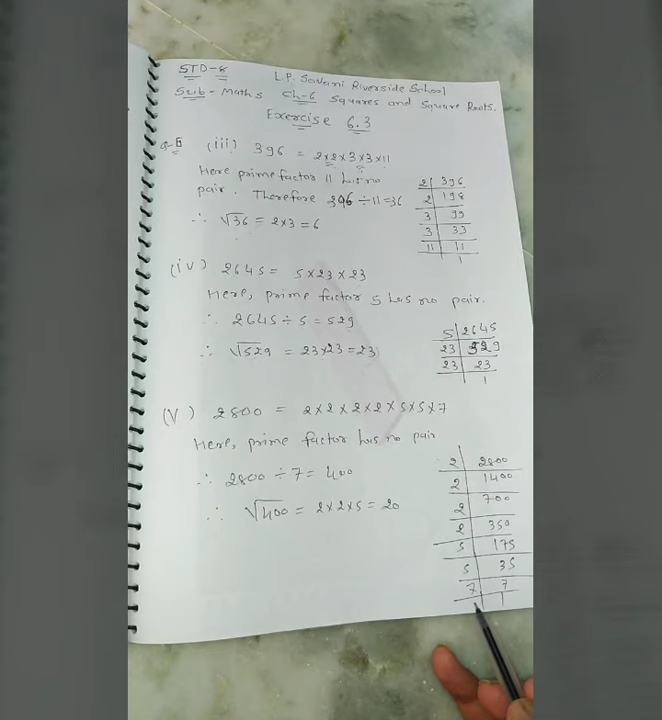 STD-8
L.P. Savani Riverside School
Sub - Maths Ch-6 Squares and Square Roots.
Exercise 6.3
Q-6 (iii) 396 = 2×2×3×3×11
Here prime factor 11 has no
pair. Therefore 396 ÷ 11 = 36
∴ √36 = 2×3 = 6
2 | 396
2 | 198
3 | 99
3 | 33
11 | 11
1
(iv) 2645 = 5×23×23
Here, prime factor 5 has no pair.
∴ 2645 ÷ 5 = 529
∴ √529 = 23×23 = 23
5 | 2645
23 | 529
23 | 23
1
(V) 2800 = 2×2×2×2×5×5×7
Here, prime factor has no pair
∴ 2800 ÷ 7 = 400
∴ √400 = 2×2×5 = 20
2 | 2800
2 | 1400
2 | 700
2 | 350
5 | 175
5 | 35
7 | 7
1